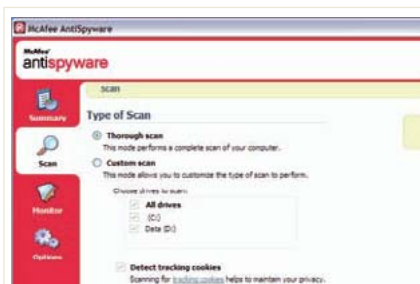 McAfee AntiSpyware
McAfee
antispyware
Scan
Summary
Scan
Monitor
Options
Type of Scan
Thorough scan
This mode performs a complete scan of your computer.
Custom scan
This mode allows you to customize the type of scan to perform.
Choose drives to scan:
All drives
(C:)
Data (D:)
Detect tracking cookies
Scanning for tracking cookies helps to maintain your privacy.